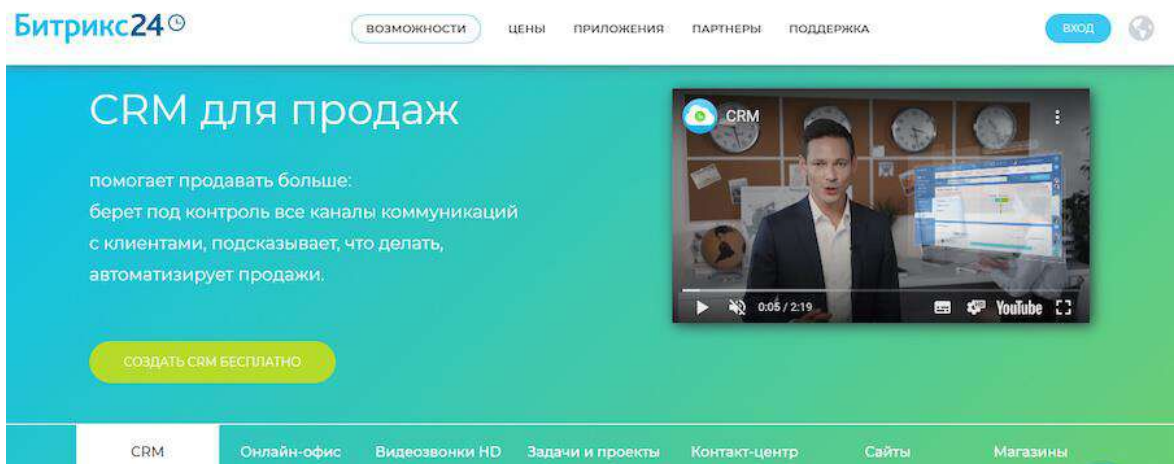 Битрикс24
ВОЗМОЖНОСТИ ЦЕНЫ ПРИЛОЖЕНИЯ ПАРТНЕРЫ ПОДДЕРЖКА
ВХОД
CRM для продаж
помогает продавать больше:
берет под контроль все каналы коммуникаций
с клиентами, подсказывает, что делать,
автоматизирует продажи.
СОЗДАТЬ CRM БЕСПЛАТНО
CRM
0:05 / 2:19
HD
YouTube
CRM Онлайн-офис Видеозвонки HD Задачи и проекты Контакт-центр Сайты Магазины